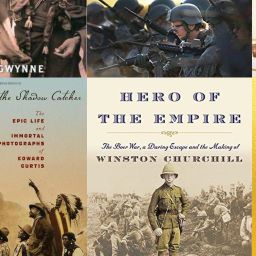 GWYNNE
the Shadow Catcher
The
EPIC LIFE
and
IMMORTAL
PHOTOGRAPHS
of
EDWARD
CURTIS
HERO OF
THE EMPIRE
The Boer War, a Daring Escape and the Making of
WINSTON CHURCHILL